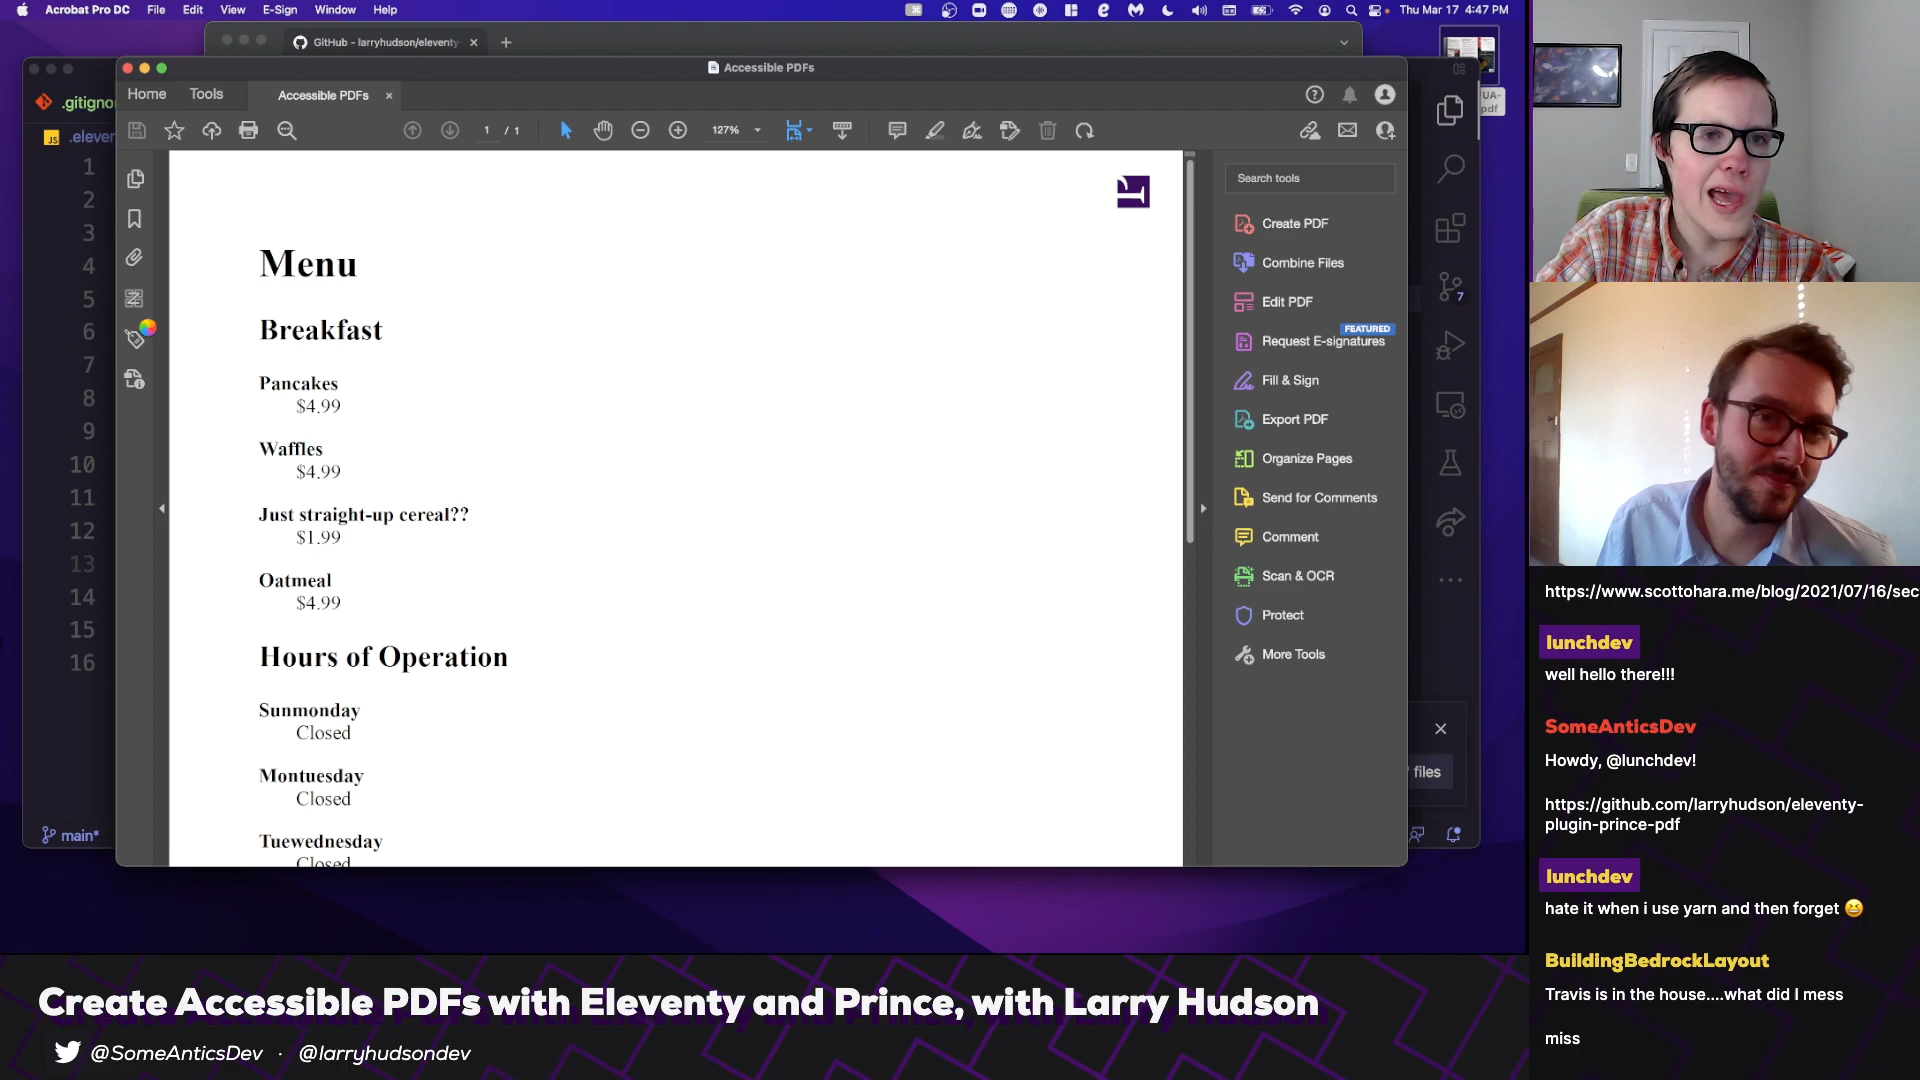 Acrobat Pro DC File Edit View E-Sign Window Help
Thu Mar 17 4:47 PM
GitHub - larryhudson/eleventy
Accessible PDFs
.gitigno
Home Tools Accessible PDFs
UA-
pdf
JS .eleven
1 / 1 127%
1
2
3
4
5
6
7
8
9
10
11
12
13
14
15
16
main*
Menu
Breakfast
Pancakes
$4.99
Waffles
$4.99
Just straight-up cereal??
$1.99
Oatmeal
$4.99
Hours of Operation
Sunmonday
Closed
Montuesday
Closed
Tuewednesday
Closed
Search tools
Create PDF
Combine Files
Edit PDF
FEATURED
Request E-signatures
Fill & Sign
Export PDF
Organize Pages
Send for Comments
Comment
Scan & OCR
Protect
More Tools
7
files
https://www.scottohara.me/blog/2021/07/16/sec
lunchdev
well hello there!!!
SomeAnticsDev
Howdy, @lunchdev!
https://github.com/larryhudson/eleventy-
plugin-prince-pdf
lunchdev
hate it when i use yarn and then forget 😆
BuildingBedrockLayout
Travis is in the house....what did I mess
miss
Create Accessible PDFs with Eleventy and Prince, with Larry Hudson
@SomeAnticsDev · @larryhudsondev